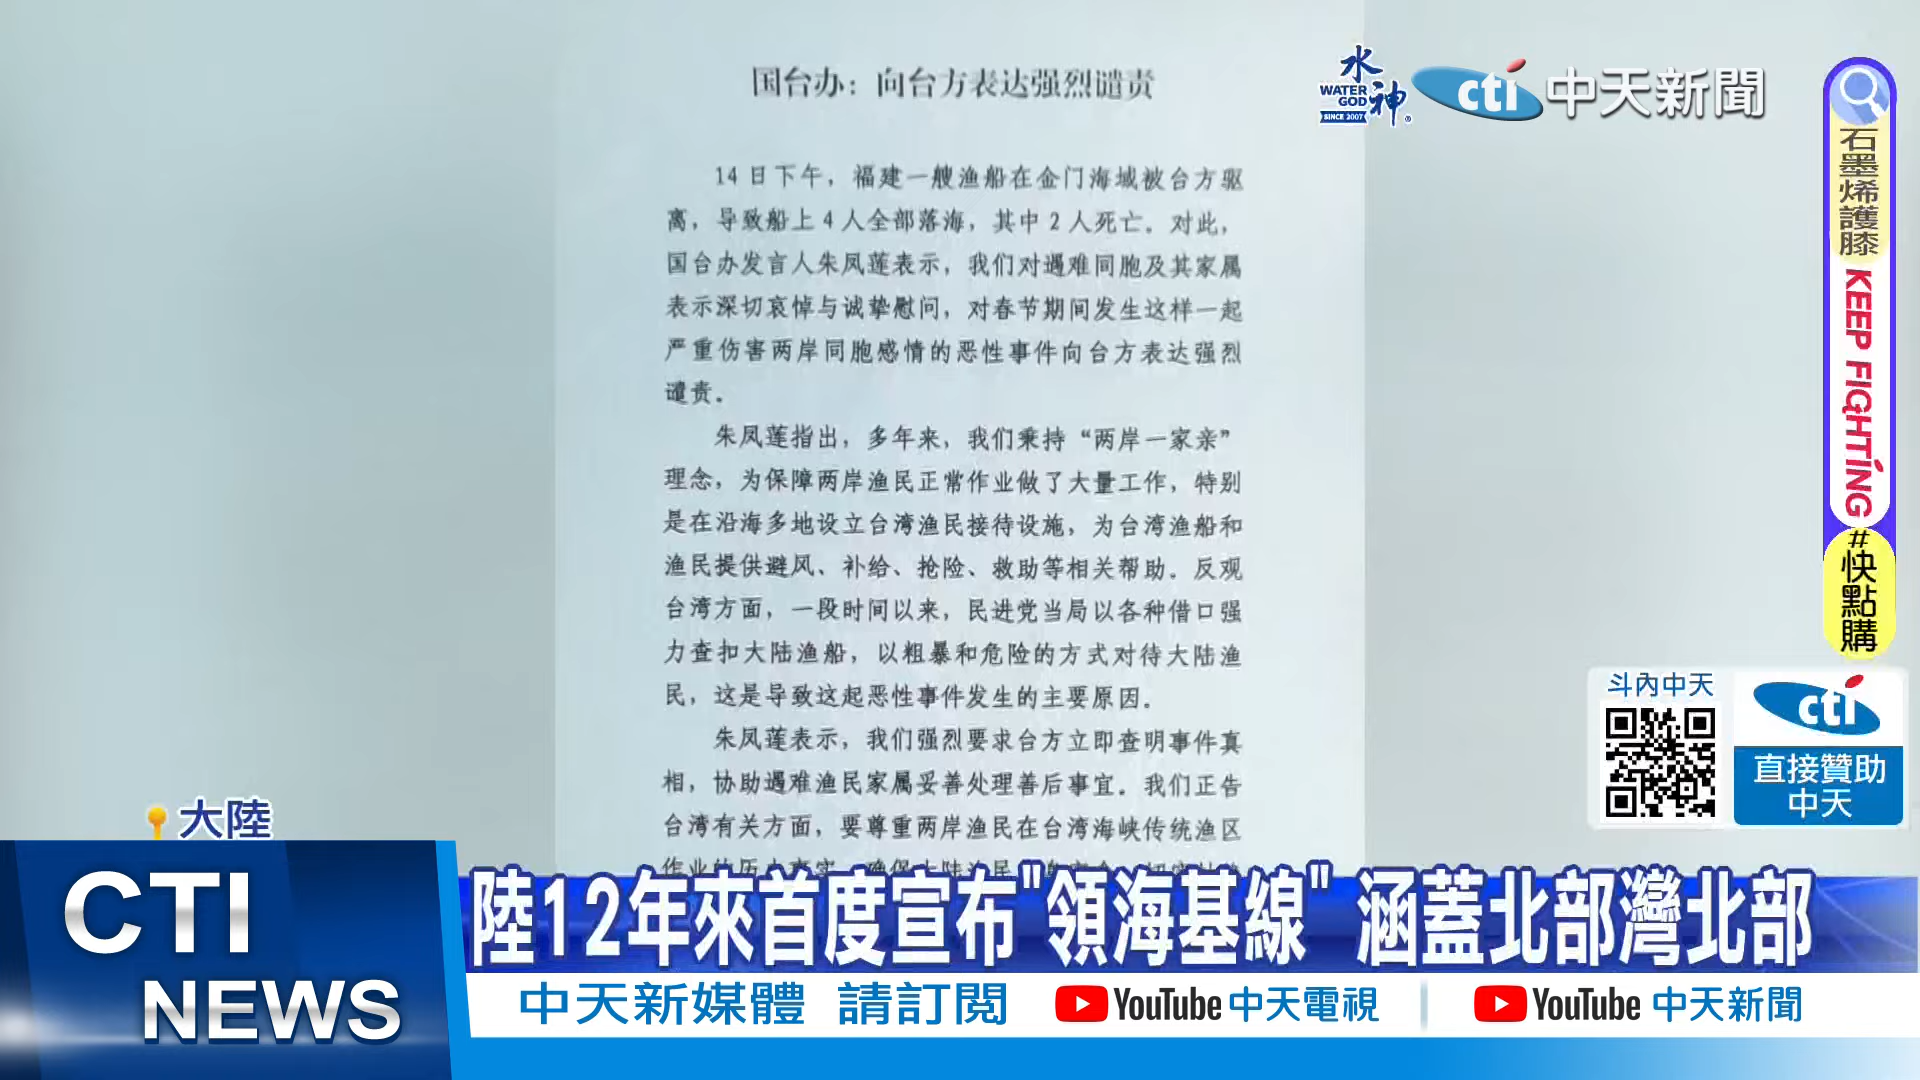 国台办：向台方表达强烈谴责
14日下午，福建一艘渔船在金门海域被台方驱
离，导致船上4人全部落海，其中2人死亡。对此，
国台办发言人朱凤莲表示，我们对遇难同胞及其家属
表示深切哀悼与诚挚慰问，对春节期间发生这样一起
严重伤害两岸同胞感情的恶性事件向台方表达强烈
谴责。
朱凤莲指出，多年来，我们秉持“两岸一家亲”
理念，为保障两岸渔民正常作业做了大量工作，特别
是在沿海多地设立台湾渔民接待设施，为台湾渔船和
渔民提供避风、补给、抢险、救助等相关帮助。反观
台湾方面，一段时间以来，民进党当局以各种借口强
力查扣大陆渔船，以粗暴和危险的方式对待大陆渔
民，这是导致这起恶性事件发生的主要原因。
朱凤莲表示，我们强烈要求台方立即查明事件真
相，协助遇难渔民家属妥善处理善后事宜。我们正告
台湾有关方面，要尊重两岸渔民在台湾海峡传统渔区
水神
WATER GOD
SINCE 2007
cti 中天新聞
石墨烯護膝
KEEP FIGHTING
#快點購
斗內中天
cti
直接贊助
中天
大陸
CTI
NEWS
陸12年來首度宣布"領海基線" 涵蓋北部灣北部
中天新媒體 請訂閱 YouTube 中天電視 YouTube 中天新聞